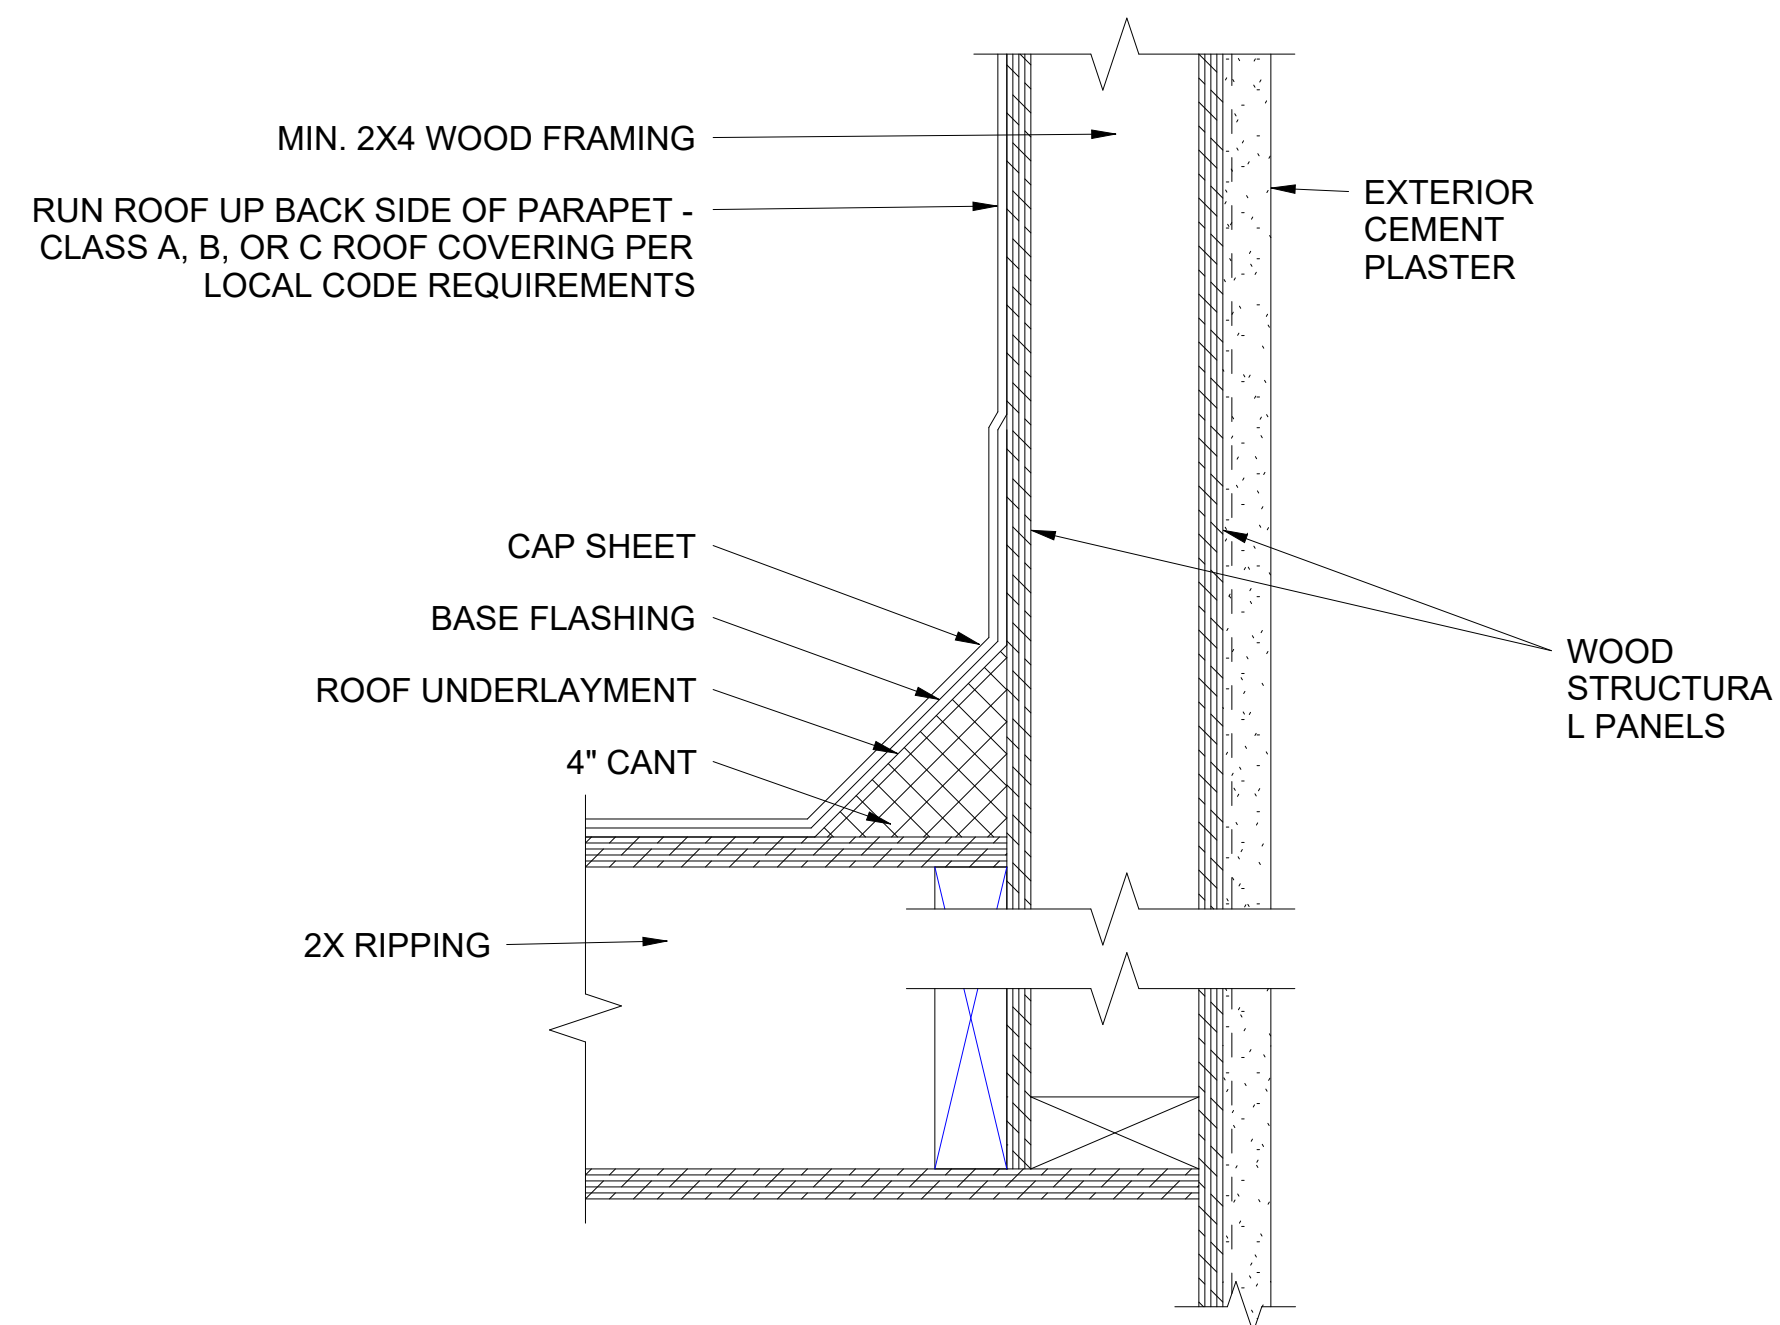 MIN. 2X4 WOOD FRAMING
RUN ROOF UP BACK SIDE OF PARAPET -
CLASS A, B, OR C ROOF COVERING PER
LOCAL CODE REQUIREMENTS
EXTERIOR
CEMENT
PLASTER
CAP SHEET
BASE FLASHING
ROOF UNDERLAYMENT
4" CANT
WOOD
STRUCTURA
L PANELS
2X RIPPING